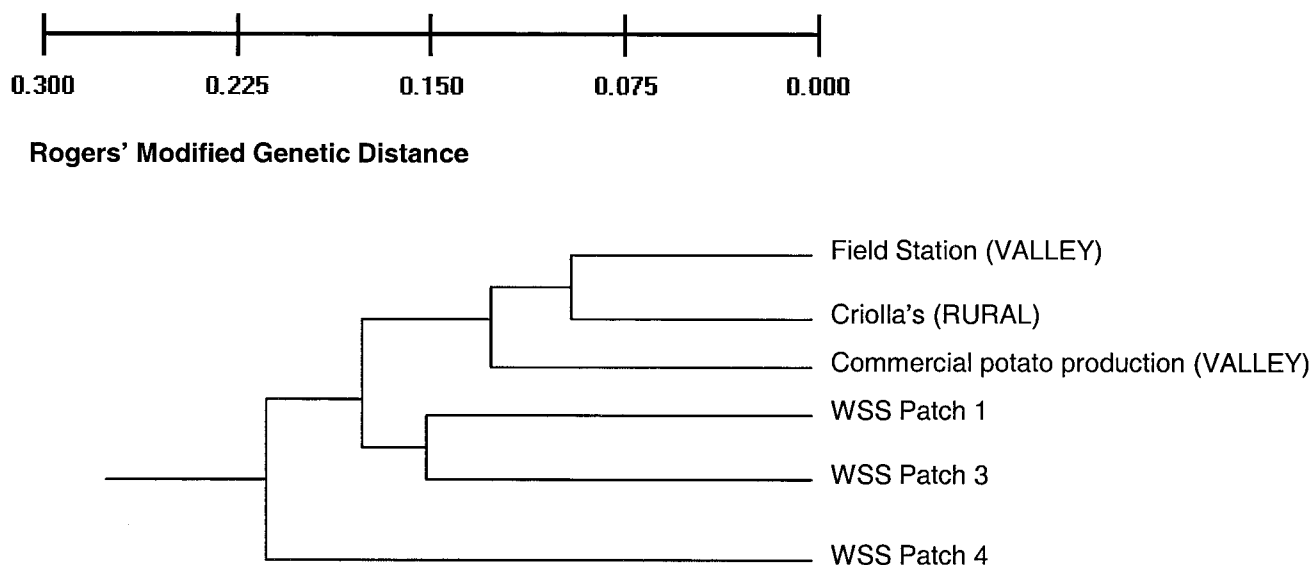 0.300 0.225 0.150 0.075 0.000
Rogers’ Modified Genetic Distance
Field Station (VALLEY)
Criolla's (RURAL)
Commercial potato production (VALLEY)
WSS Patch 1
WSS Patch 3
WSS Patch 4